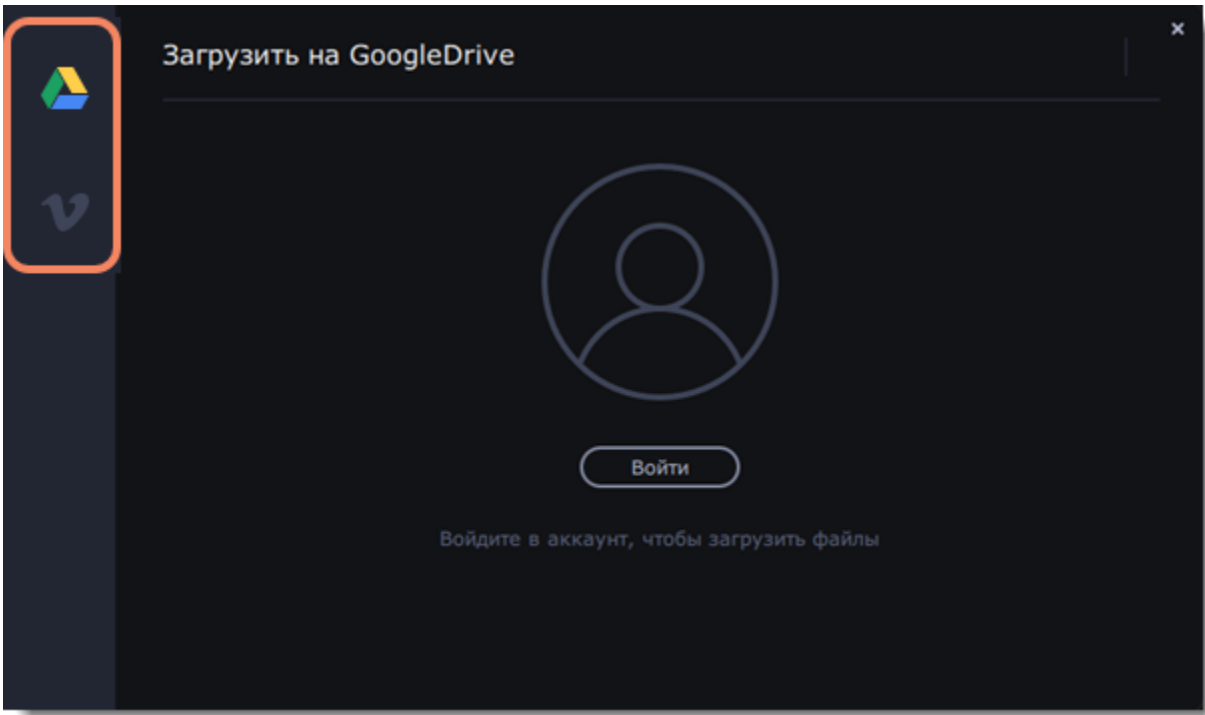 Загрузить на GoogleDrive
Войти
Войдите в аккаунт, чтобы загрузить файлы